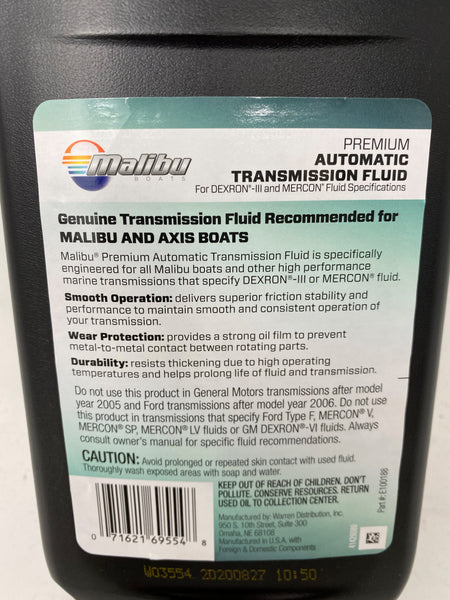 Malibu
BOATS
PREMIUM
AUTOMATIC
TRANSMISSION FLUID
For DEXRON®-III and MERCON® Fluid Specifications
Genuine Transmission Fluid Recommended for
MALIBU AND AXIS BOATS
Malibu® Premium Automatic Transmission Fluid is specifically
engineered for all Malibu boats and other high performance
marine transmissions that specify DEXRON®-III or MERCON® fluid.
Smooth Operation: delivers superior friction stability and
performance to maintain smooth and consistent operation of
your transmission.
Wear Protection: provides a strong oil film to prevent
metal-to-metal contact between rotating parts.
Durability: resists thickening due to high operating
temperatures and helps prolong life of fluid and transmission.
Do not use this product in General Motors transmissions after model
year 2005 and Ford transmissions after model year 2006. Do not use
this product in transmissions that specify Ford Type F, MERCON® V,
MERCON® SP, MERCON® LV fluids or GM DEXRON®-VI fluids. Always
consult owner's manual for specific fluid recommendations.
CAUTION: Avoid prolonged or repeated skin contact with used fluid.
Thoroughly wash exposed areas with soap and water.
KEEP OUT OF REACH OF CHILDREN. DON'T
POLLUTE. CONSERVE RESOURCES. RETURN
USED OIL TO COLLECTION CENTER.
Manufactured by: Warren Distribution, Inc.
950 S. 10th Street, Suite 300
Omaha, NE 68108
Manufactured in U.S.A. with
Foreign & Domestic Components
Part #: E100168
0 71621 69554 8
W03554 20200827 10:50